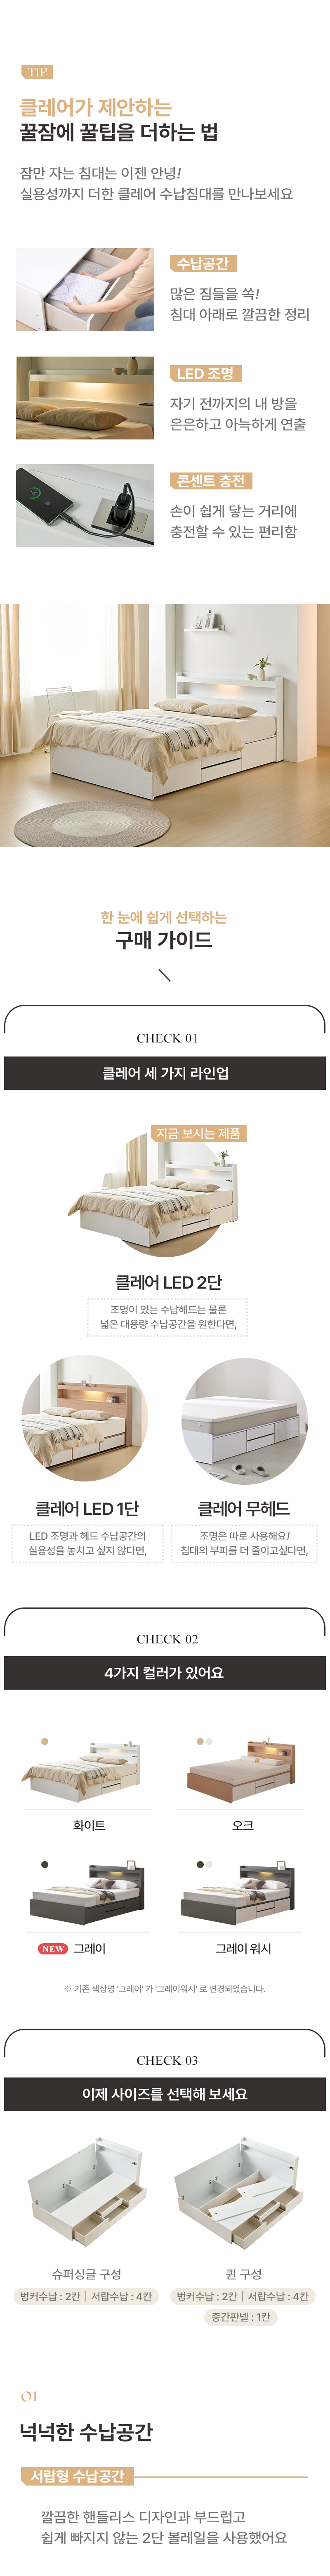 TIP
클레어가 제안하는
꿀잠에 꿀팁을 더하는 법
잠만 자는 침대는 이젠 안녕!
실용성까지 더한 클레어 수납침대를 만나보세요
수납공간
많은 짐들을 쏙!
침대 아래로 깔끔한 정리
LED 조명
자기 전까지의 내 방을
은은하고 아늑하게 연출
콘센트 충전
손이 쉽게 닿는 거리에
충전할 수 있는 편리함
한 눈에 쉽게 선택하는
구매 가이드
CHECK 01
클레어 세 가지 라인업
지금 보시는 제품
클레어 LED 2단
조명이 있는 수납헤드는 물론
넓은 대용량 수납공간을 원한다면,
클레어 LED 1단
LED 조명과 헤드 수납공간의
실용성을 놓치고 싶지 않다면,
클레어 무헤드
조명은 따로 사용해요!
침대의 부피를 더 줄이고싶다면,
CHECK 02
4가지 컬러가 있어요
화이트
오크
NEW 그레이
그레이 워시
※ 기존 색상명 '그레이' 가 '그레이워시' 로 변경되었습니다.
CHECK 03
이제 사이즈를 선택해 보세요
슈퍼싱글 구성
벙커수납 : 2칸 | 서랍수납 : 4칸
퀸 구성
벙커수납 : 2칸 | 서랍수납 : 4칸
중간판넬 : 1칸
01
넉넉한 수납공간
서랍형 수납공간
깔끔한 핸들리스 디자인과 부드럽고
쉽게 빠지지 않는 2단 볼레일을 사용했어요